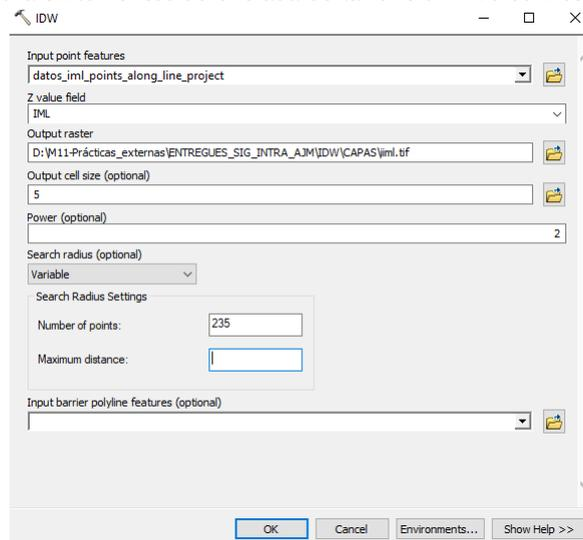 IDW
Input point features
datos_iml_points_along_line_project
Z value field
IML
Output raster
D:\M11-Prácticas_externas\ENTREGUES_SIG_INTRA_AJM\IDW\CAPAS\iml.tif
Output cell size (optional)
5
Power (optional)
2
Search radius (optional)
Variable
Search Radius Settings
Number of points:
235
Maximum distance:
Input barrier polyline features (optional)
OK
Cancel
Environments...
Show Help >>